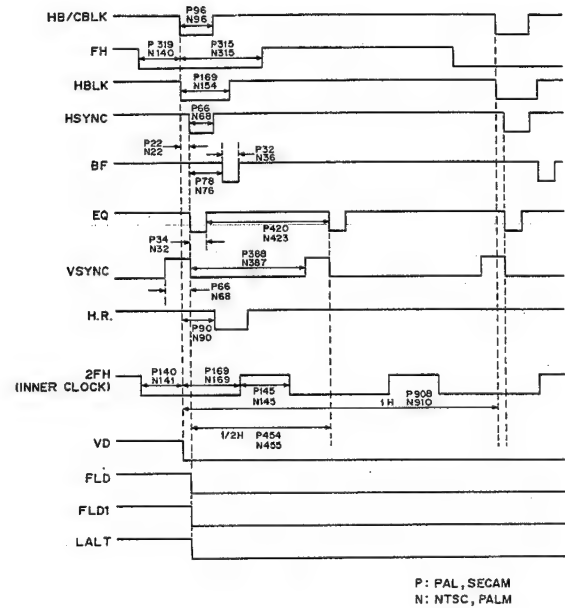 HB/CBLK
P96
N96
FH
P 319
N140
P315
N315
HBLK
P169
N154
HSYNC
P66
N68
P22
N22
BF
P32
N36
P78
N76
EQ
P420
N423
P34
N32
VSYNC
P388
N387
P66
N68
H.R.
P90
N90
2FH
(INNER CLOCK)
P140
N141
P169
N169
P145
N145
1H
P908
N910
1/2H
P454
N455
VD
FLD
FLD1
LALT
P: PAL, SECAM
N: NTSC, PALM